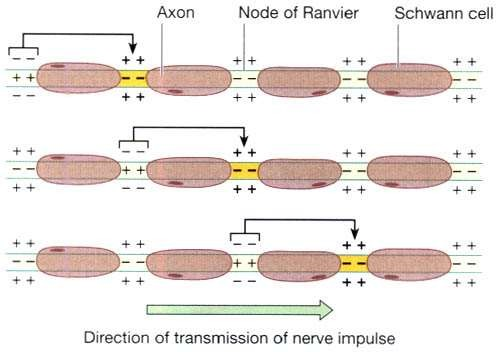 Axon Node of Ranvier Schwann cell
− − + + + + + + + +
+ + − − − − − − − −
− − + + + + + + + +
+ + − − + + + + + +
− − + + − − − − − −
+ + − − + + + + + +
+ + + + − − + + + +
− − − − + + − − − −
+ + + + − − + + + +
Direction of transmission of nerve impulse